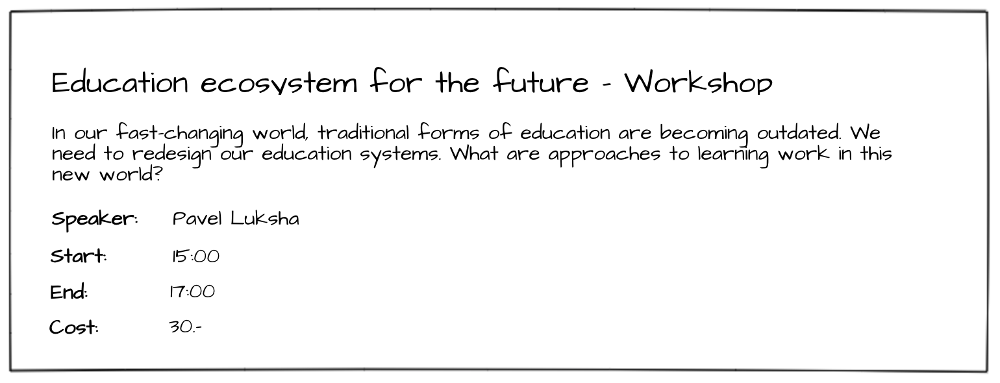 Education ecosystem for the future - Workshop
In our fast-changing world, traditional forms of education are becoming outdated. We
need to redesign our education systems. What are approaches to learning work in this
new world?
Speaker: Pavel Luksha
Start: 15:00
End: 17:00
Cost: 30.-